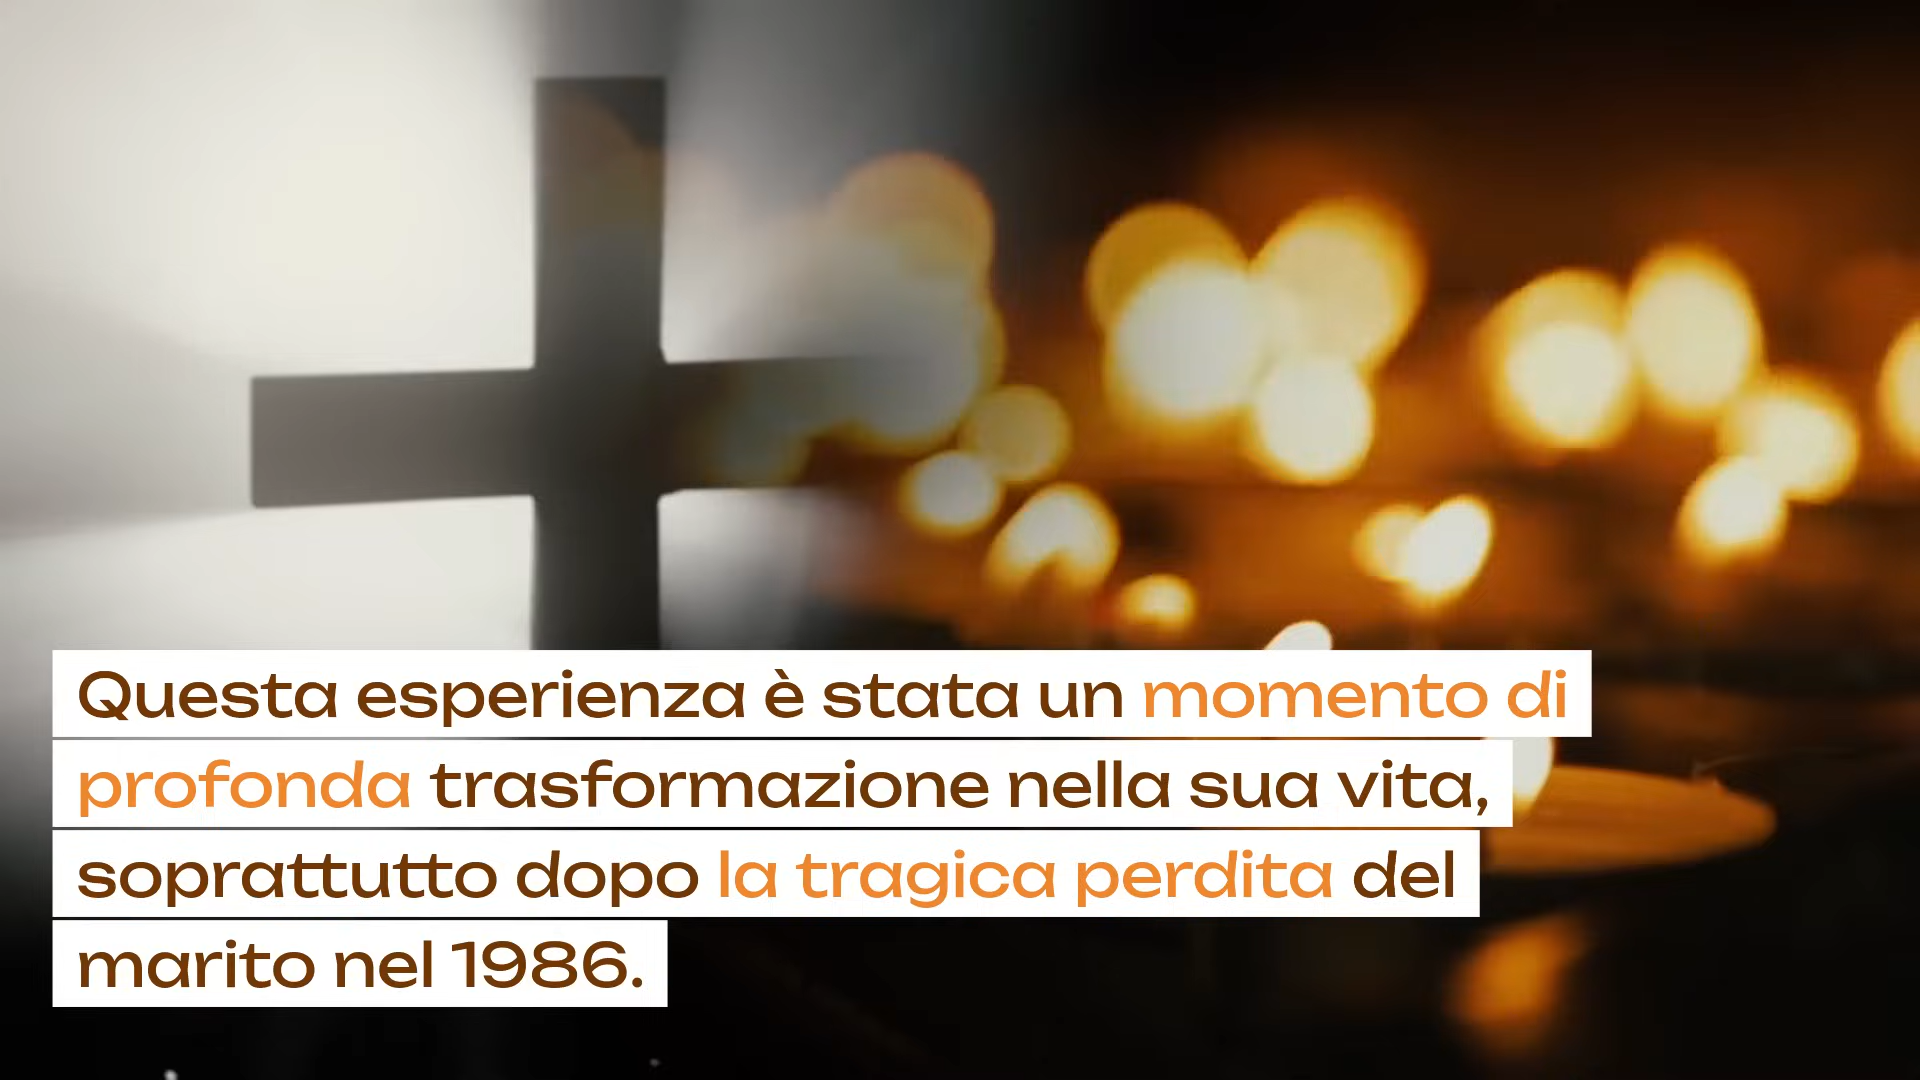 Questa esperienza è stata un momento di
profonda trasformazione nella sua vita,
soprattutto dopo la tragica perdita del
marito nel 1986.